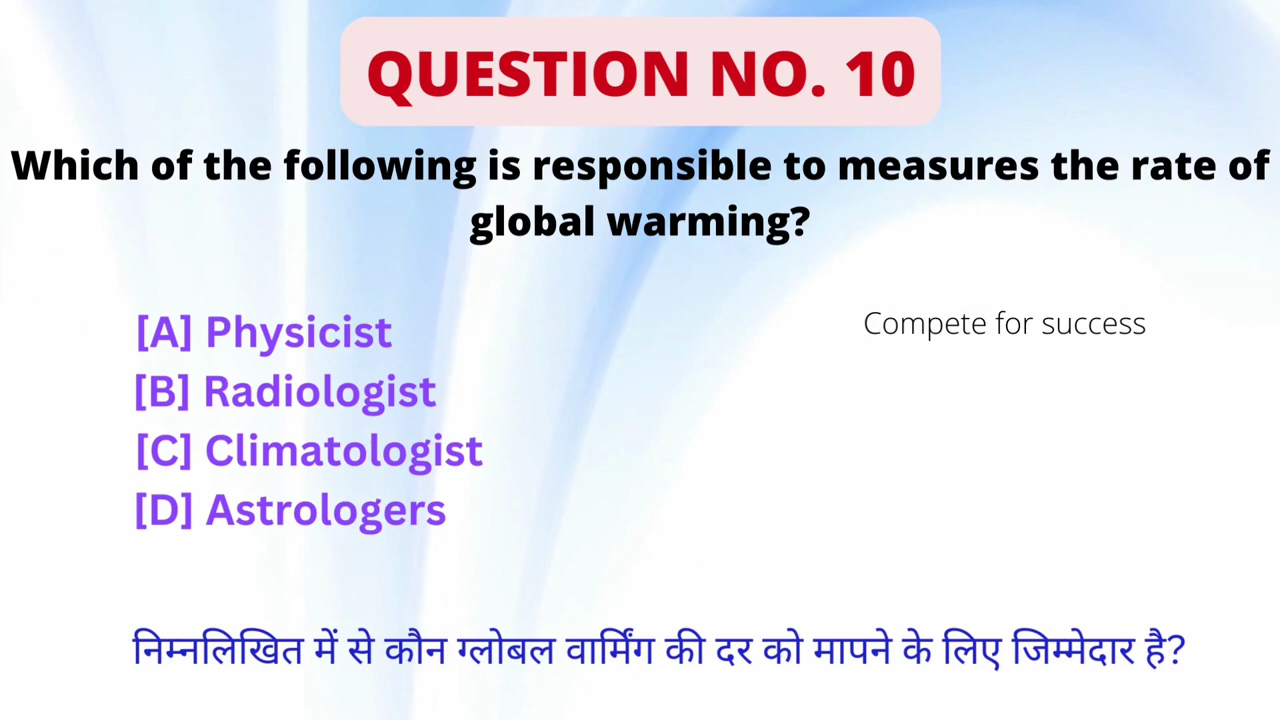 QUESTION NO. 10
Which of the following is responsible to measures the rate of
global warming?
[A] Physicist
Compete for success
[B] Radiologist
[C] Climatologist
[D] Astrologers
निम्नलिखित में से कौन ग्लोबल वार्मिंग की दर को मापने के लिए जिम्मेदार है?